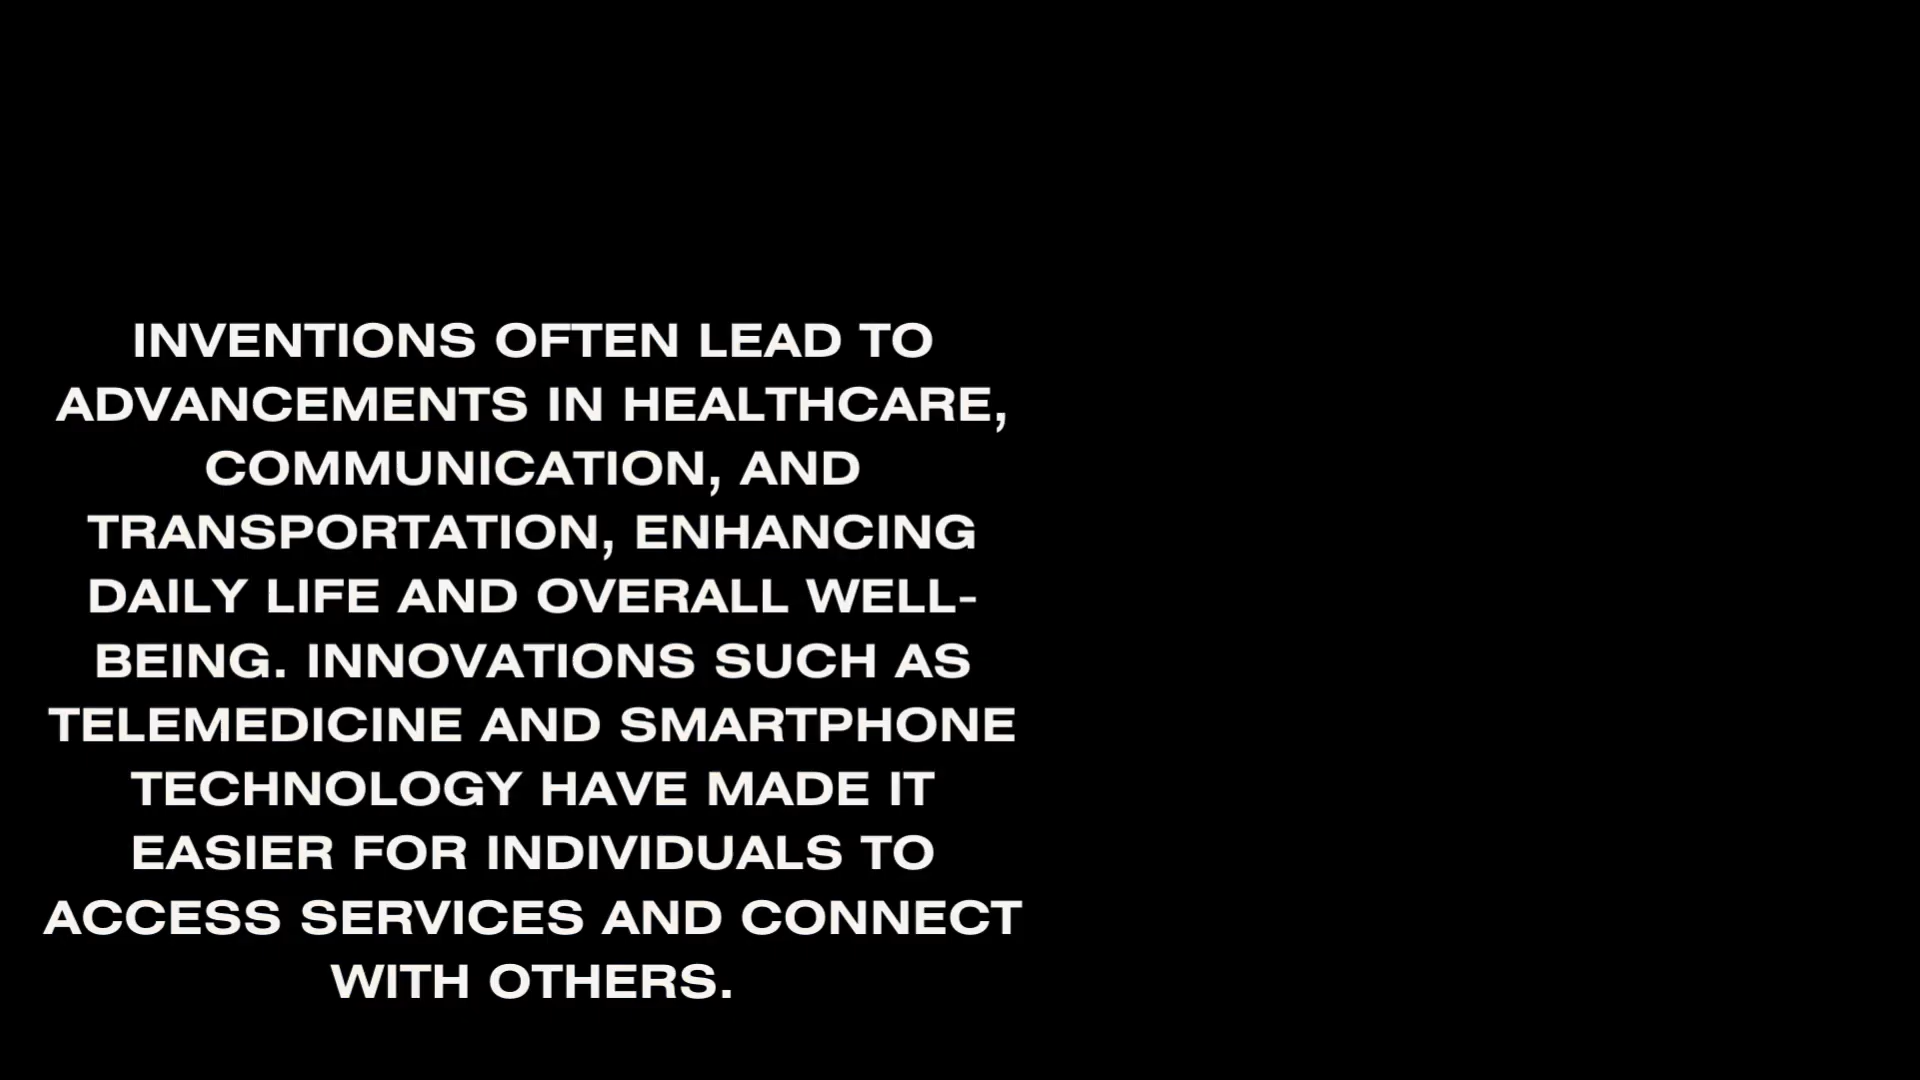 INVENTIONS OFTEN LEAD TO
ADVANCEMENTS IN HEALTHCARE,
COMMUNICATION, AND
TRANSPORTATION, ENHANCING
DAILY LIFE AND OVERALL WELL-
BEING. INNOVATIONS SUCH AS
TELEMEDICINE AND SMARTPHONE
TECHNOLOGY HAVE MADE IT
EASIER FOR INDIVIDUALS TO
ACCESS SERVICES AND CONNECT
WITH OTHERS.